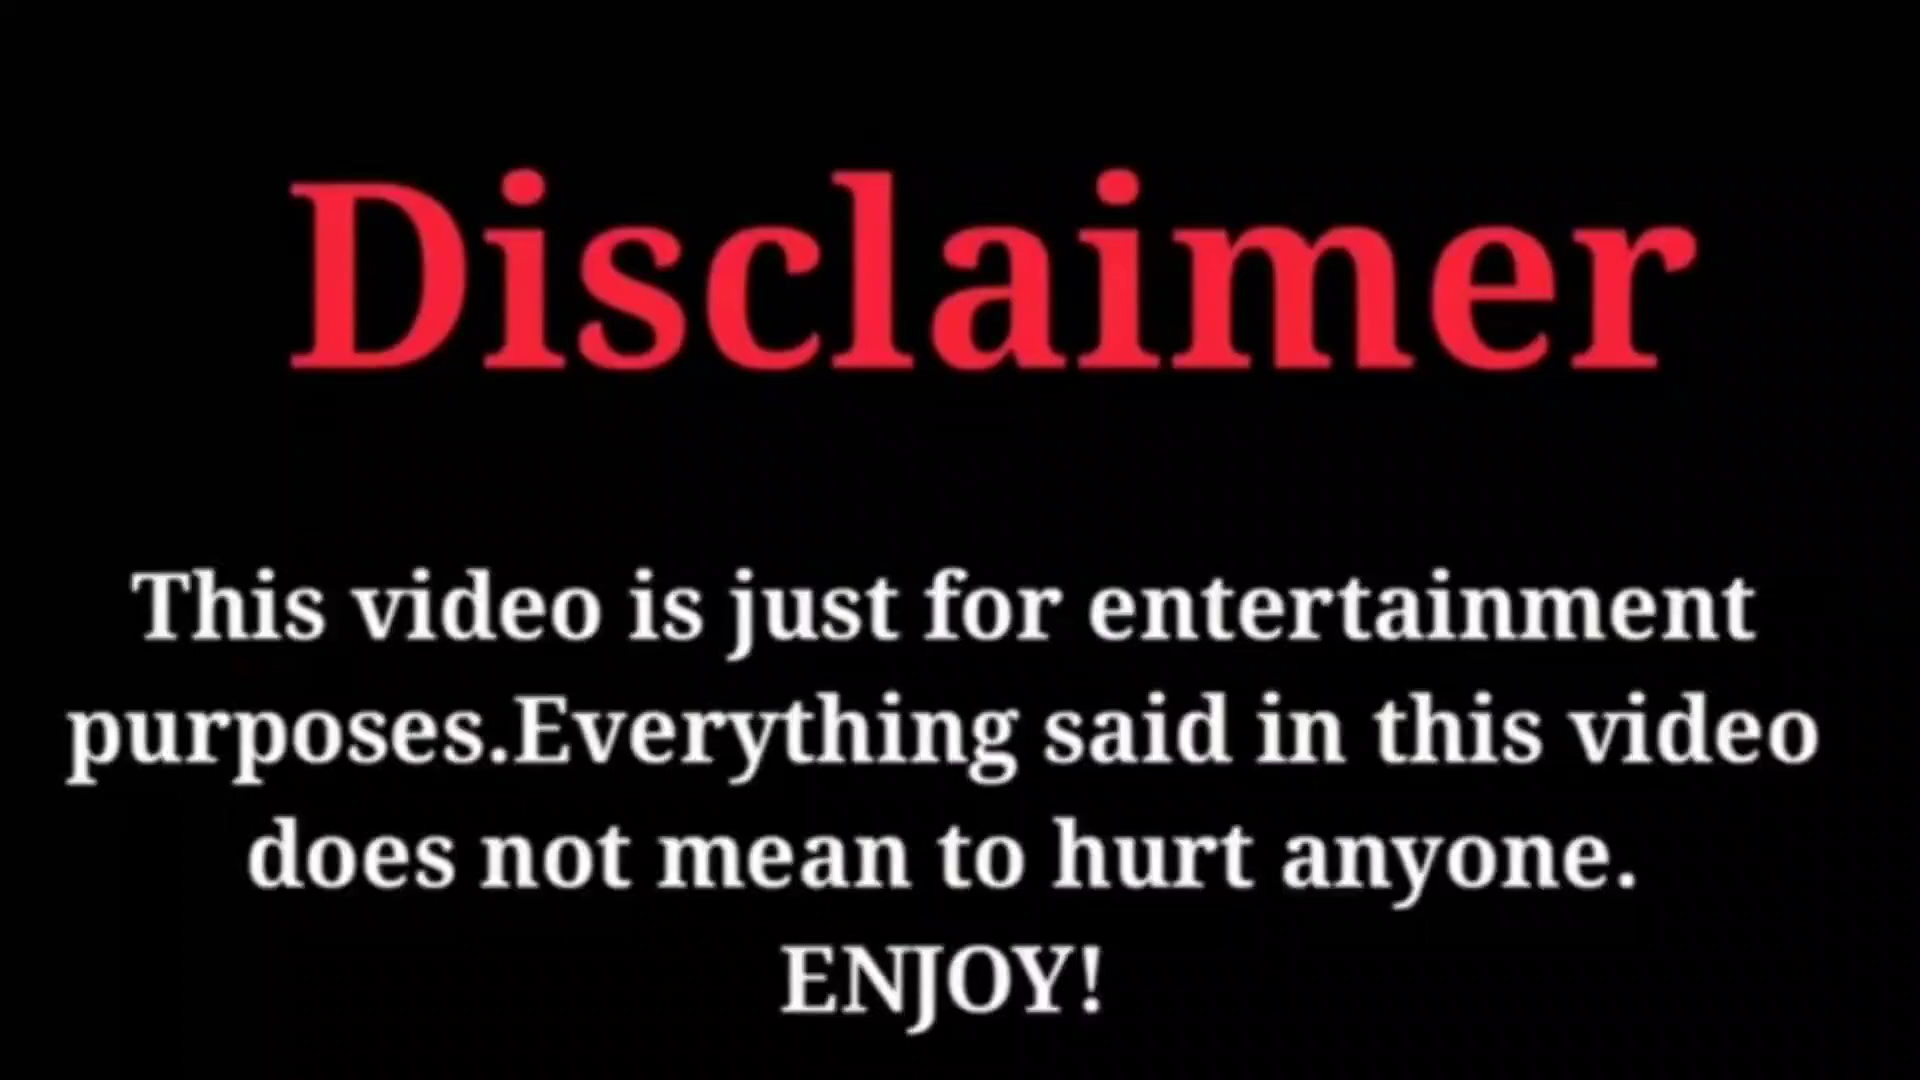 Disclaimer
This video is just for entertainment
purposes.Everything said in this video
does not mean to hurt anyone.
ENJOY!